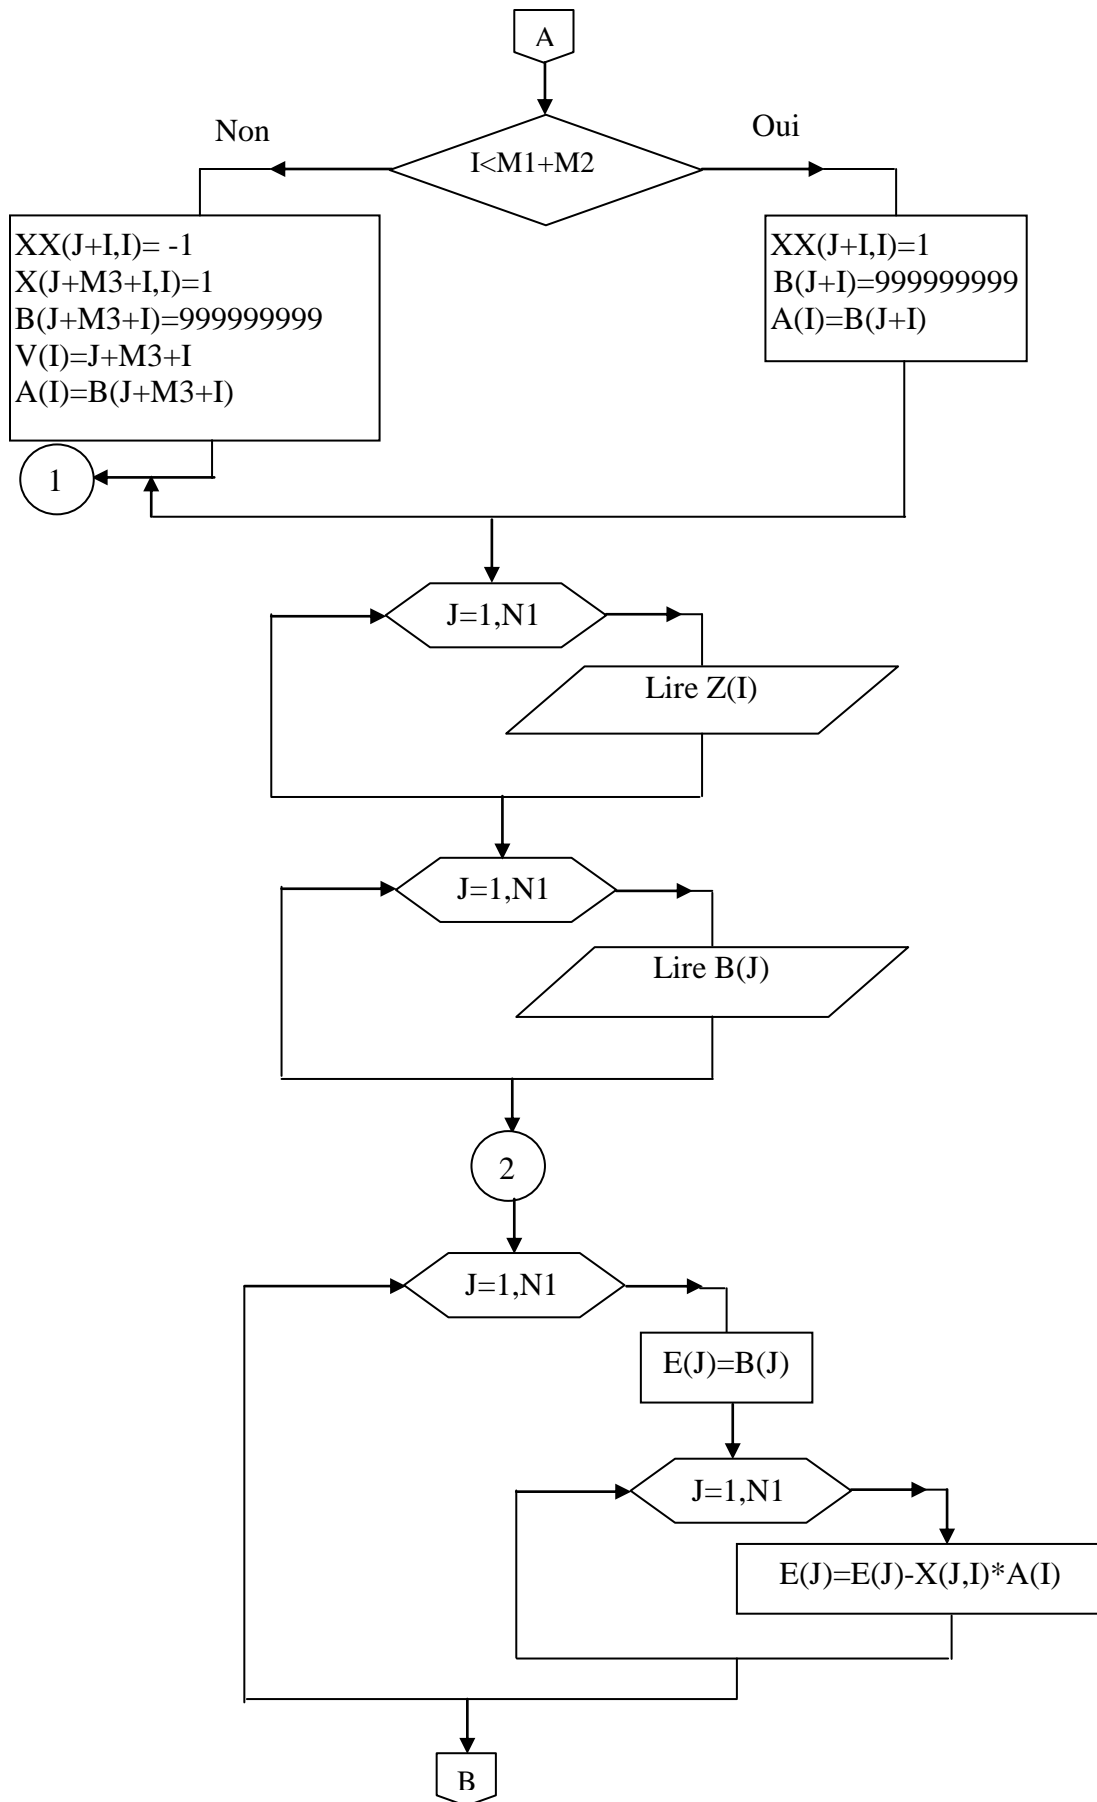 A
Non
Oui
I<M1+M2
XX(J+I,I)= -1
X(J+M3+I,I)=1
B(J+M3+I)=999999999
V(I)=J+M3+I
A(I)=B(J+M3+I)
XX(J+I,I)=1
B(J+I)=999999999
A(I)=B(J+I)
1
J=1,N1
Lire Z(I)
J=1,N1
Lire B(J)
2
J=1,N1
E(J)=B(J)
J=1,N1
E(J)=E(J)-X(J,I)*A(I)
B